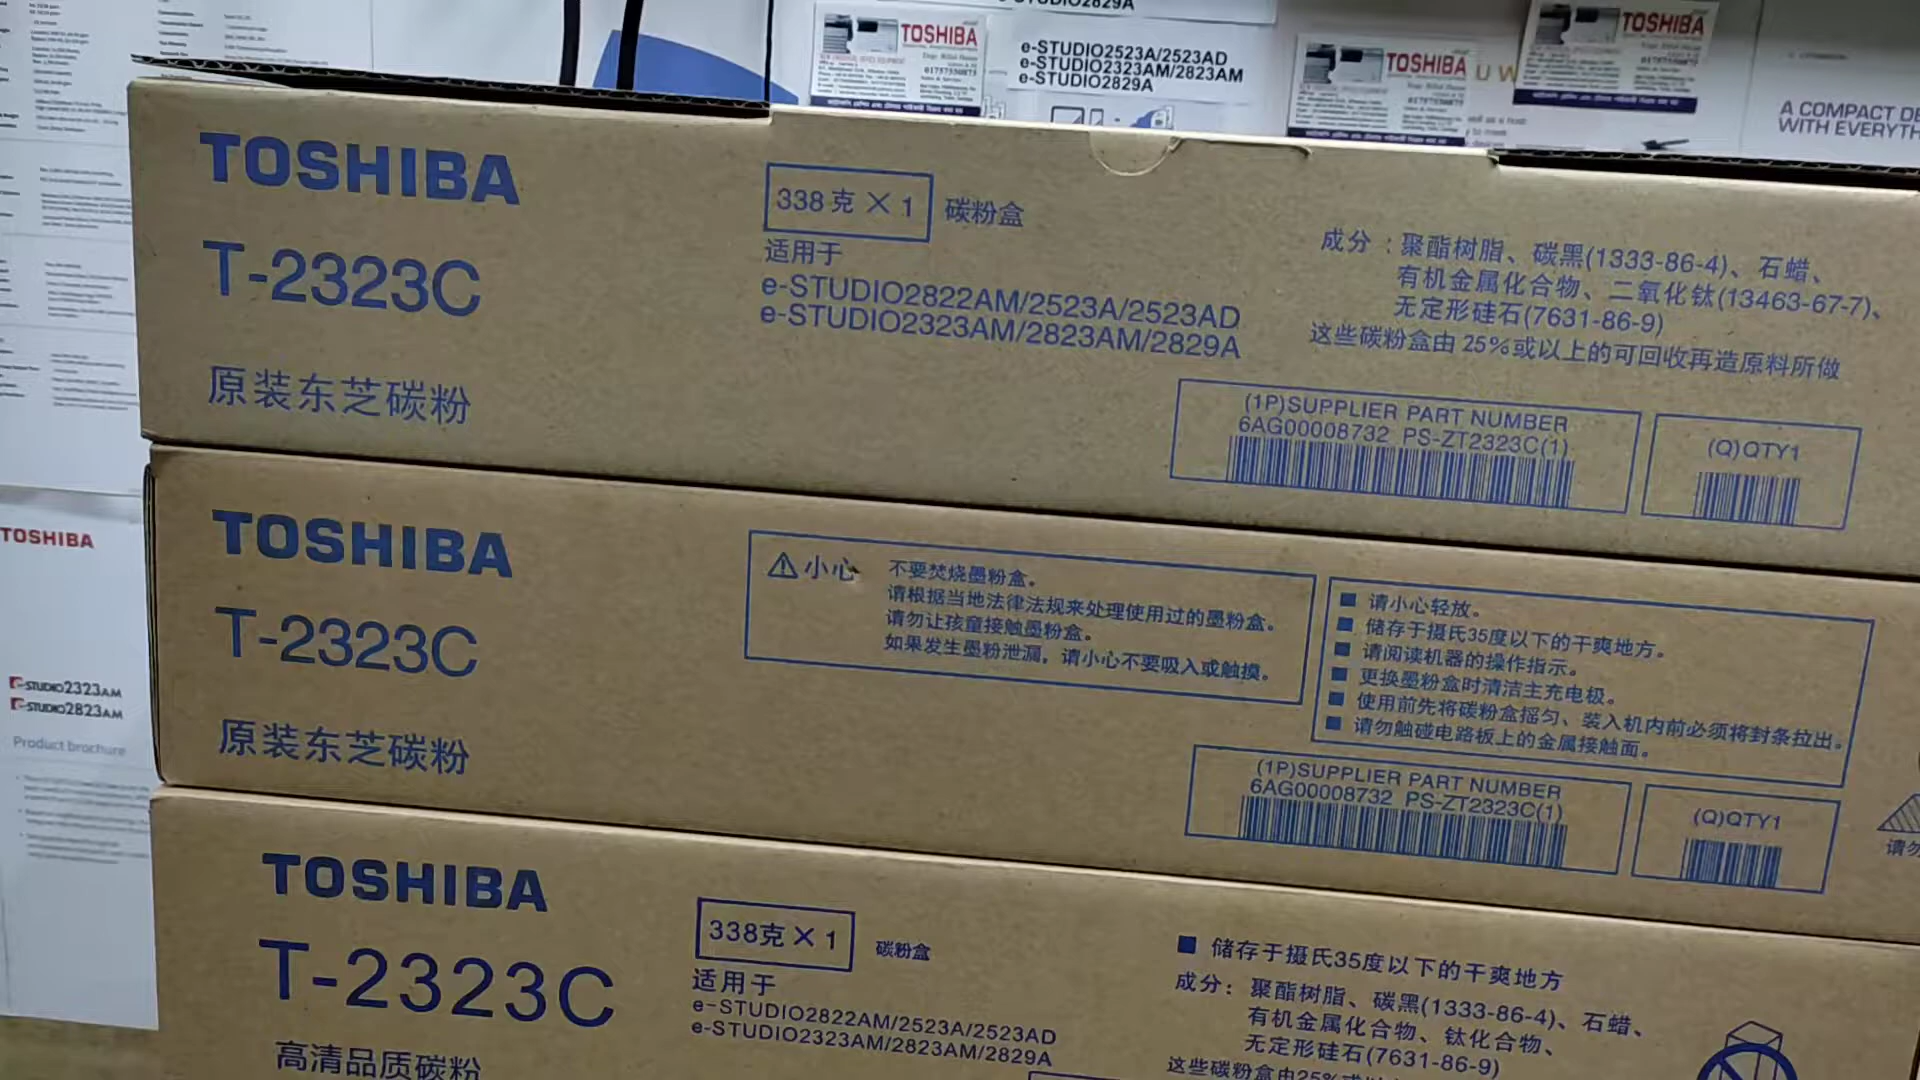 e-STUDIO2829A
TOSHIBA
e-STUDIO2523A/2523AD
e-STUDIO2323AM/2823AM
e-STUDIO2829A
TOSHIBA
TOSHIBA
A COMPACT DE
WITH EVERYTH
TOSHIBA
T-2323C
原装东芝碳粉
338克×1 碳粉盒
适用于
e-STUDIO2822AM/2523A/2523AD
e-STUDIO2323AM/2823AM/2829A
成分：聚酯树脂、碳黑(1333-86-4)、石蜡、
有机金属化合物、二氧化钛(13463-67-7)、
无定形硅石(7631-86-9)
这些碳粉盒由25%或以上的可回收再造原料所做
(1P)SUPPLIER PART NUMBER
6AG00008732 PS-ZT2323C(1)
(Q)QTY1
TOSHIBA
T-2323C
原装东芝碳粉
小心
不要焚烧墨粉盒。
请根据当地法律法规来处理使用过的墨粉盒。
请勿让孩童接触墨粉盒。
如果发生墨粉泄漏，请小心不要吸入或触摸。
■ 请小心轻放。
■ 储存于摄氏35度以下的干爽地方。
■ 请阅读机器的操作指示。
■ 更换墨粉盒时清洁主充电极。
■ 使用前先将碳粉盒摇匀、装入机内前必须将封条拉出。
■ 请勿触碰电路板上的金属接触面。
(1P)SUPPLIER PART NUMBER
6AG00008732 PS-ZT2323C(1)
(Q)QTY1
请勿
TOSHIBA
e-STUDIO2323AM
e-STUDIO2823AM
Product brochure
TOSHIBA
T-2323C
高清品质碳粉
338克×1 碳粉盒
适用于
e-STUDIO2822AM/2523A/2523AD
e-STUDIO2323AM/2823AM/2829A
■ 储存于摄氏35度以下的干爽地方
成分：聚酯树脂、碳黑(1333-86-4)、石蜡、
有机金属化合物、钛化合物、
无定形硅石(7631-86-9)
这些碳粉盒由25%或以